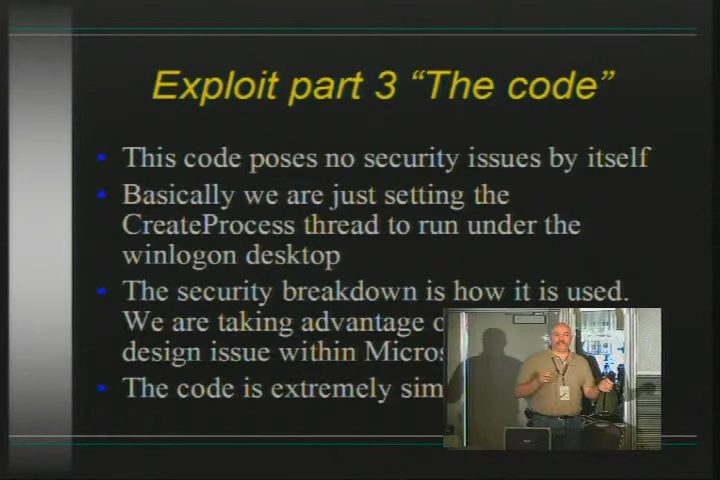 Exploit part 3 “The code”
• This code poses no security issues by itself
• Basically we are just setting the
CreateProcess thread to run under the
winlogon desktop
• The security breakdown is how it is used.
We are taking advantage
design issue within
• The code is extremely